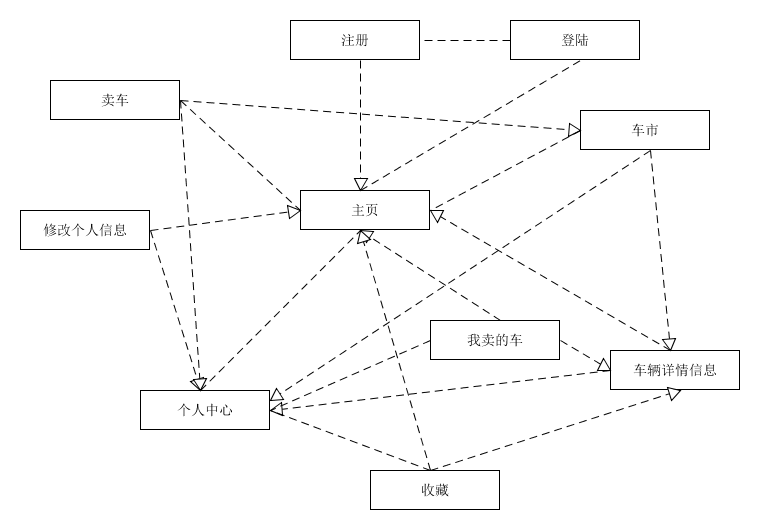 注册
登陆
卖车
车市
主页
修改个人信息
我卖的车
车辆详情信息
个人中心
收藏